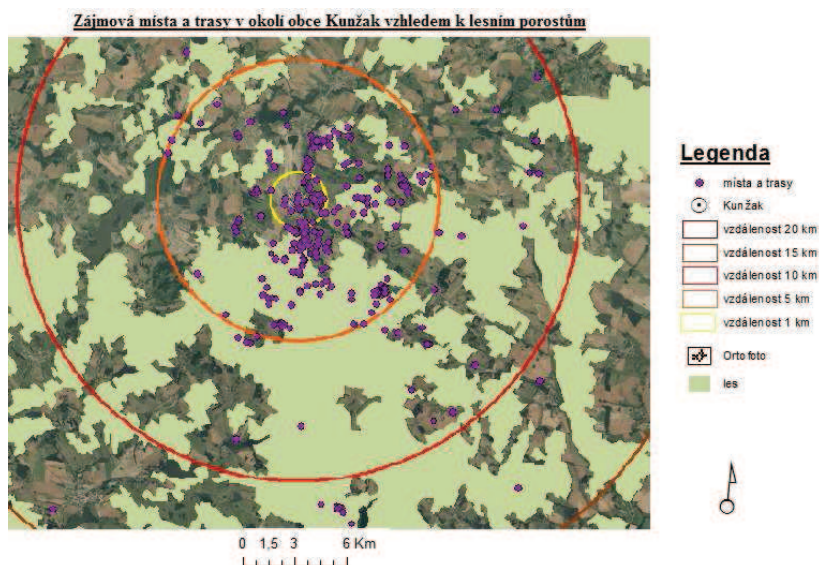 Zájmová místa a trasy v okolí obce Kunžak vzhledem k lesním porostům
Legenda
místa a trasy
Kunžak
vzdálenost 20 km
vzdálenost 15 km
vzdálenost 10 km
vzdálenost 5 km
vzdálenost 1 km
Orto foto
les
0 1,5 3 6 Km